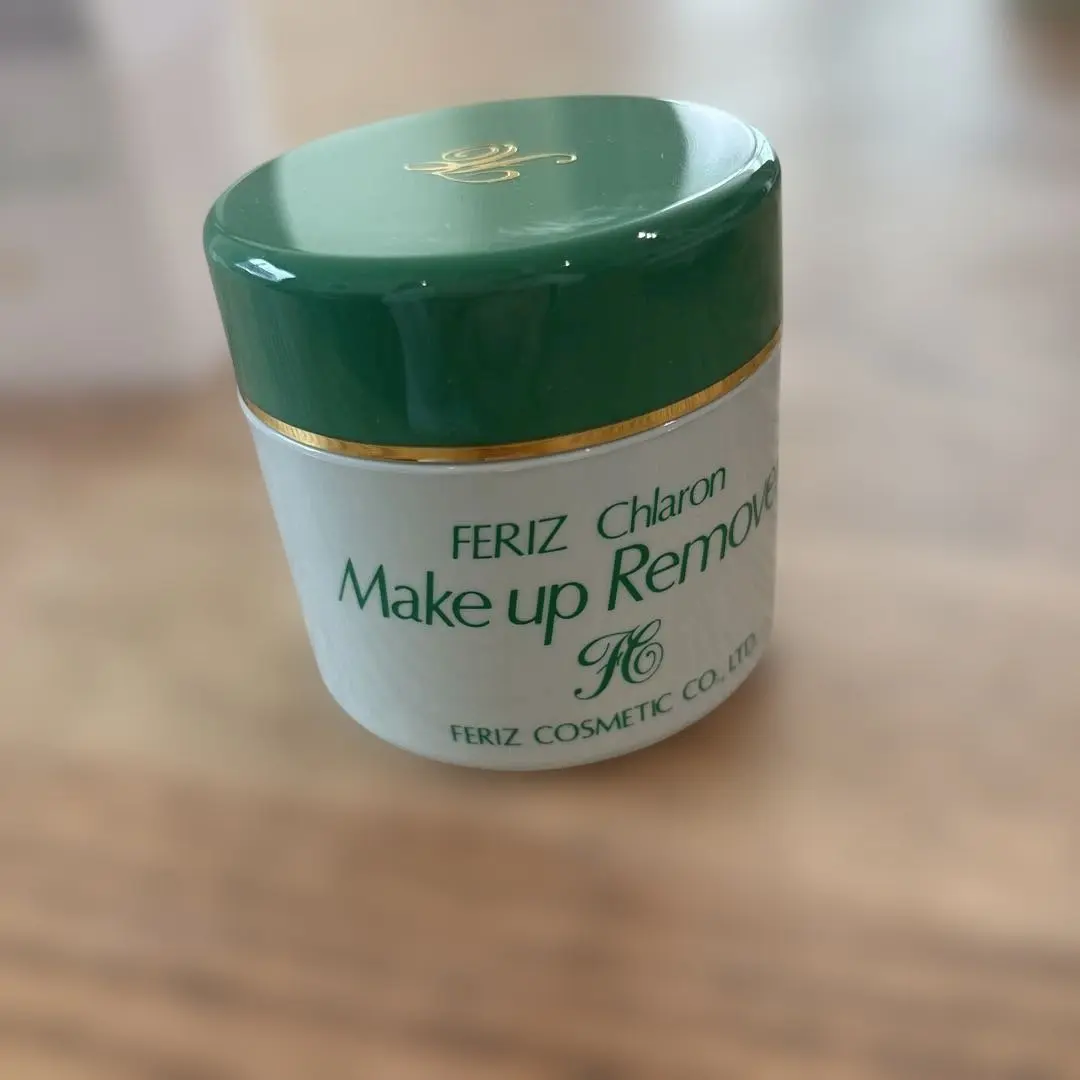 FERIZ Chlaron
Make up Remove
FC
FERIZ COSMETIC CO., LTD.